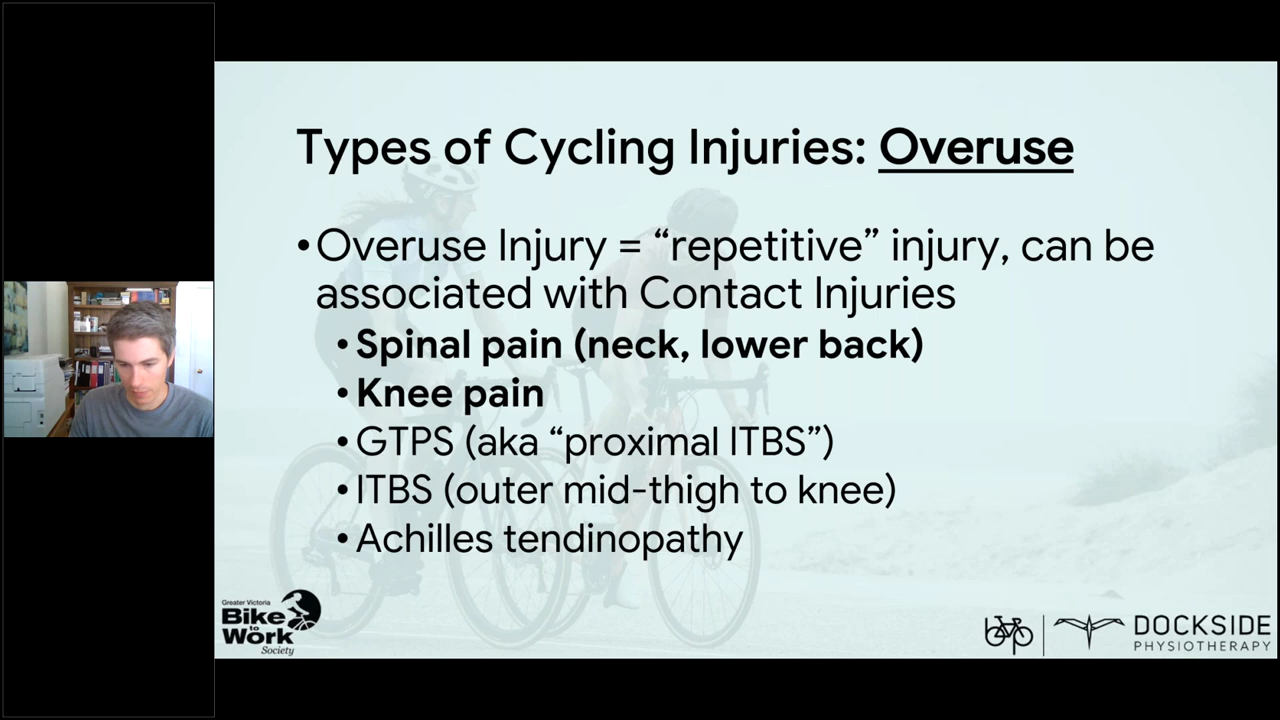 Types of Cycling Injuries: Overuse
•Overuse Injury = “repetitive” injury, can be
associated with Contact Injuries
•Spinal pain (neck, lower back)
•Knee pain
•GTPS (aka “proximal ITBS”)
•ITBS (outer mid-thigh to knee)
•Achilles tendinopathy
Greater Victoria
Bike
to
Work
Society
DOCKSIDE
PHYSIOTHERAPY